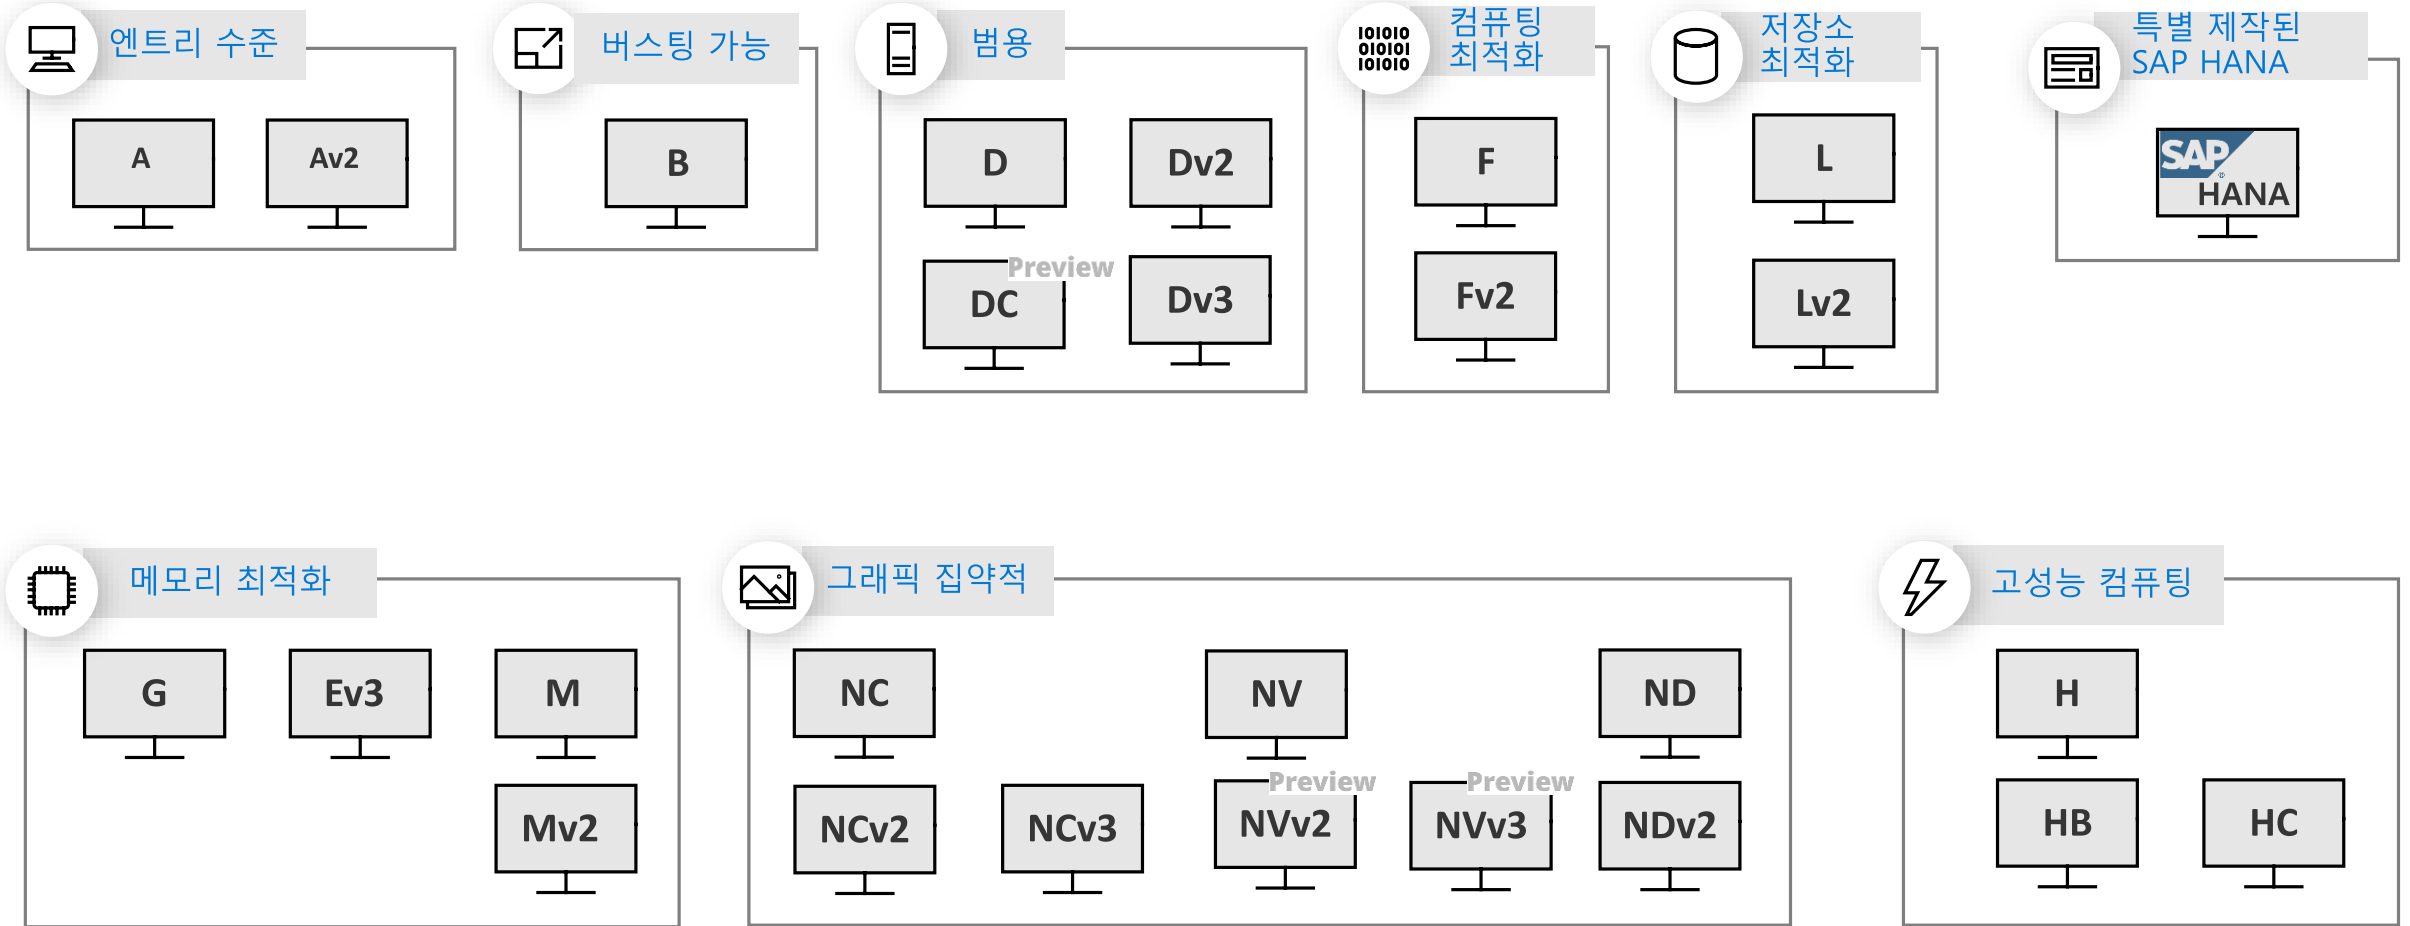 엔트리 수준
A
Av2
버스팅 가능
B
범용
D
Dv2
Preview
DC
Dv3
컴퓨팅
최적화
F
Fv2
저장소
최적화
L
Lv2
특별 제작된
SAP HANA
SAP®
HANA
메모리 최적화
G
Ev3
M
Mv2
그래픽 집약적
NC
NV
ND
NCv2
NCv3
Preview
NVv2
Preview
NVv3
NDv2
고성능 컴퓨팅
H
HB
HC